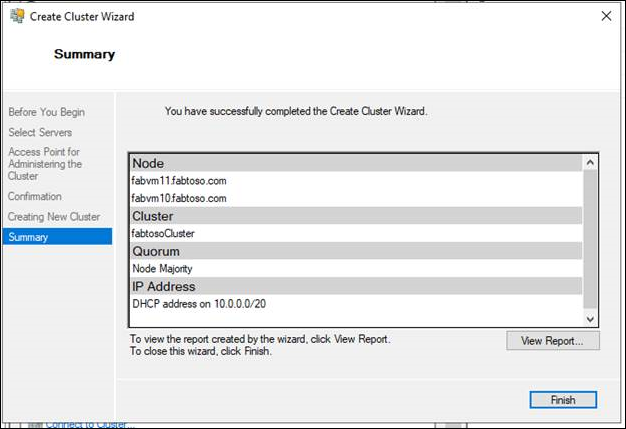 Create Cluster Wizard
Summary
Before You Begin
Select Servers
Access Point for
Administering the
Cluster
Confirmation
Creating New Cluster
Summary
You have successfully completed the Create Cluster Wizard.
Node
fabvm11.fabtoso.com
fabvm10.fabtoso.com
Cluster
fabtosoCluster
Quorum
Node Majority
IP Address
DHCP address on 10.0.0.0/20
To view the report created by the wizard, click View Report.
To close this wizard, click Finish.
View Report...
Finish
Connect to Cluster...